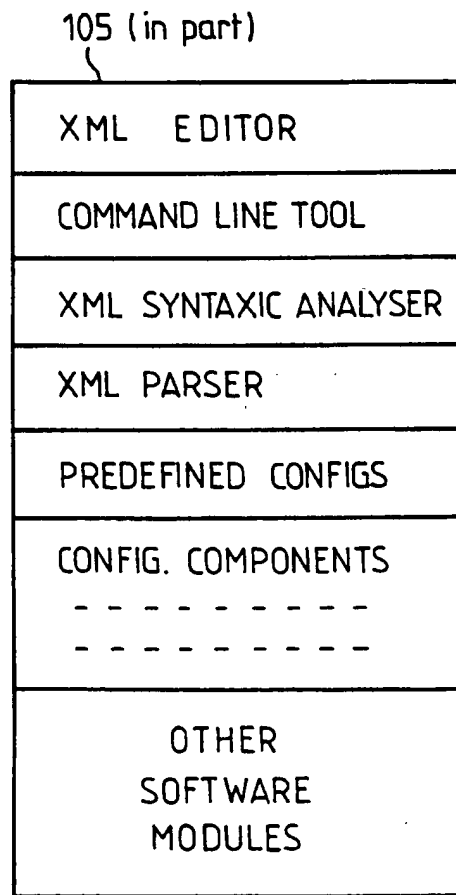 105 (in part)
XML EDITOR
COMMAND LINE TOOL
XML SYNTAXIC ANALYSER
XML PARSER
PREDEFINED CONFIGS
CONFIG. COMPONENTS
- - - - - - - - - -
- - - - - - - - - -
OTHER
SOFTWARE
MODULES